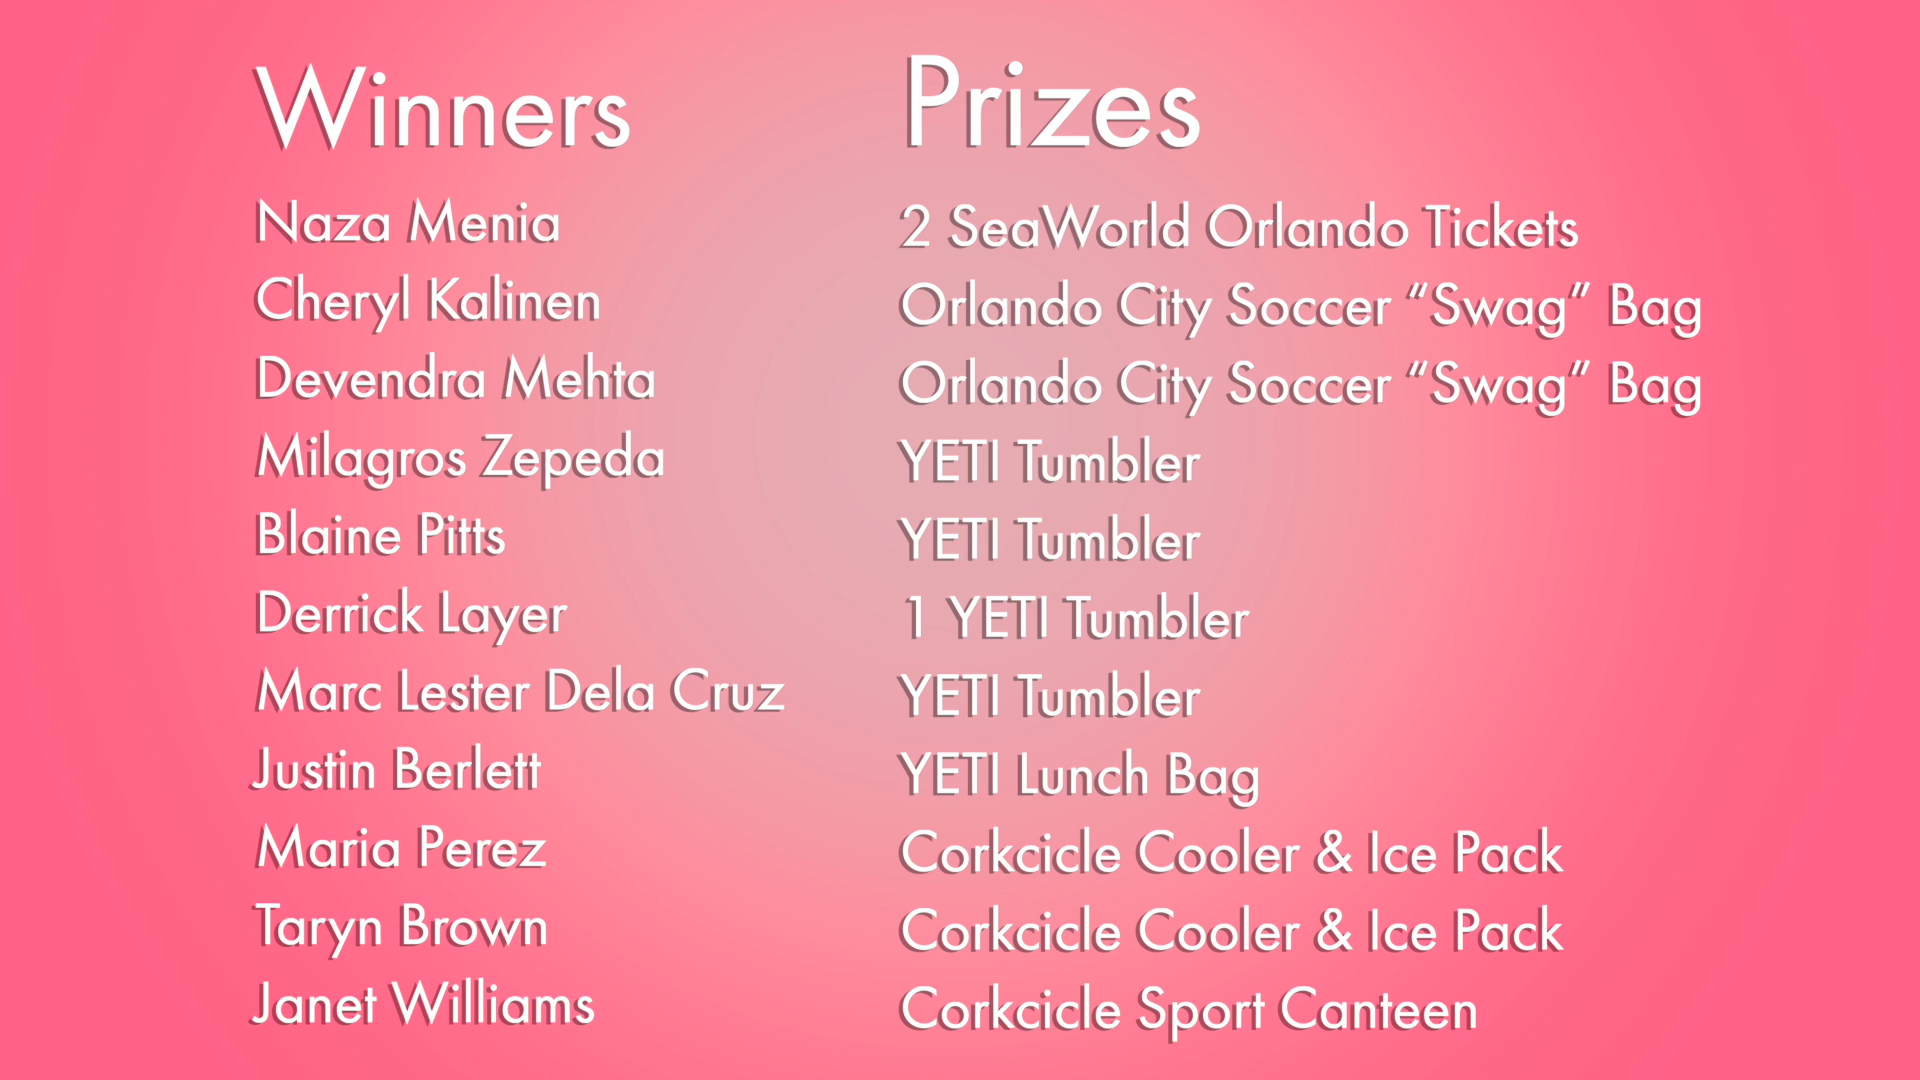 Winners Prizes
Naza Menia 2 SeaWorld Orlando Tickets
Cheryl Kalinen Orlando City Soccer “Swag” Bag
Devendra Mehta Orlando City Soccer “Swag” Bag
Milagros Zepeda YETI Tumbler
Blaine Pitts YETI Tumbler
Derrick Layer 1 YETI Tumbler
Marc Lester Dela Cruz YETI Tumbler
Justin Berlett YETI Lunch Bag
Maria Perez Corkcicle Cooler & Ice Pack
Taryn Brown Corkcicle Cooler & Ice Pack
Janet Williams Corkcicle Sport Canteen